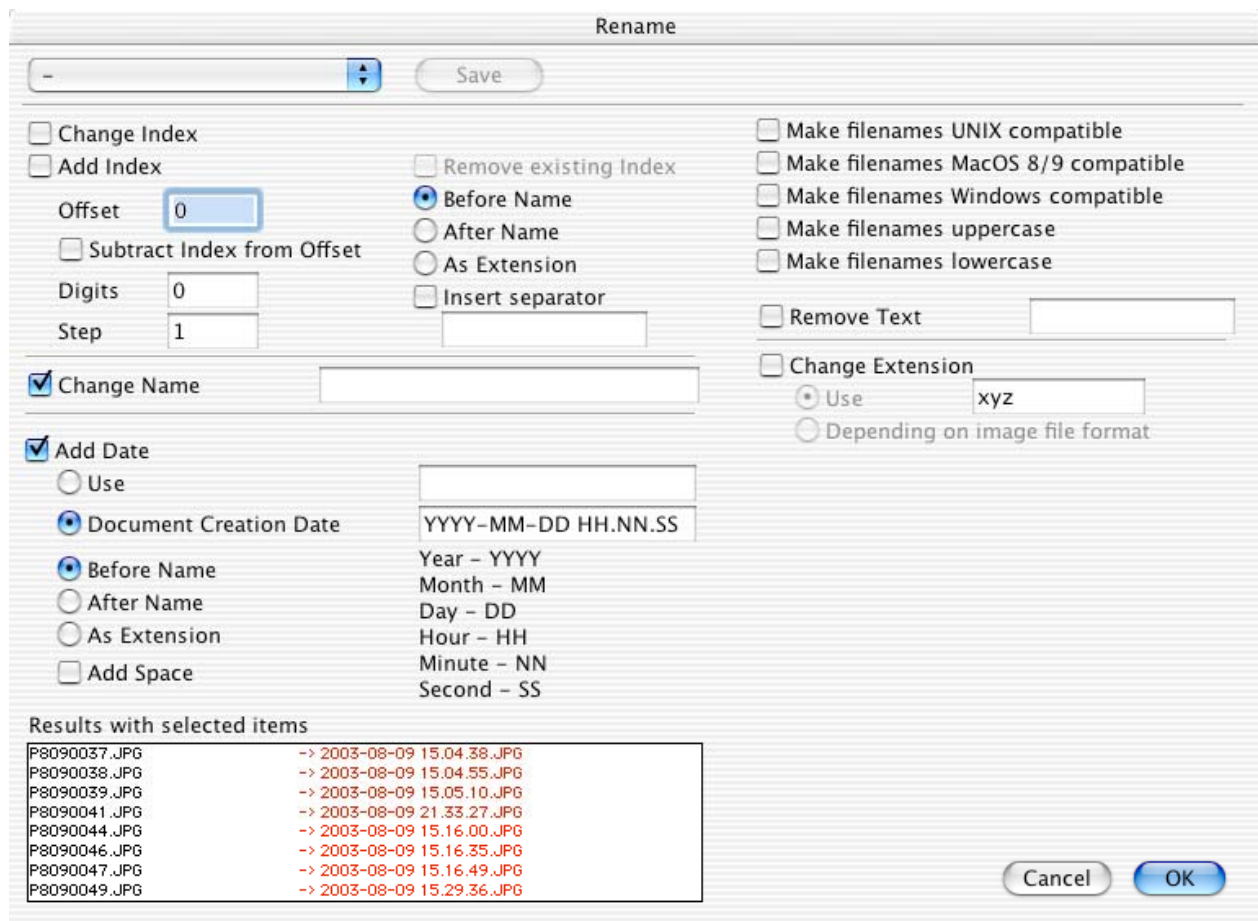 Rename
– Save
Change Index
Add Index
Offset 0
Subtract Index from Offset
Digits 0
Step 1
Remove existing Index
Before Name
After Name
As Extension
Insert separator
Make filenames UNIX compatible
Make filenames MacOS 8/9 compatible
Make filenames Windows compatible
Make filenames uppercase
Make filenames lowercase
Remove Text
Change Extension
Use xyz
Depending on image file format
Change Name
Add Date
Use
Document Creation Date YYYY-MM-DD HH.NN.SS
Before Name
After Name
As Extension
Add Space
Year – YYYY
Month – MM
Day – DD
Hour – HH
Minute – NN
Second – SS
Results with selected items
P8090037.JPG -> 2003-08-09 15.04.38.JPG
P8090038.JPG -> 2003-08-09 15.04.55.JPG
P8090039.JPG -> 2003-08-09 15.05.10.JPG
P8090041.JPG -> 2003-08-09 21.33.27.JPG
P8090044.JPG -> 2003-08-09 15.16.00.JPG
P8090046.JPG -> 2003-08-09 15.16.35.JPG
P8090047.JPG -> 2003-08-09 15.16.49.JPG
P8090049.JPG -> 2003-08-09 15.29.36.JPG
Cancel OK